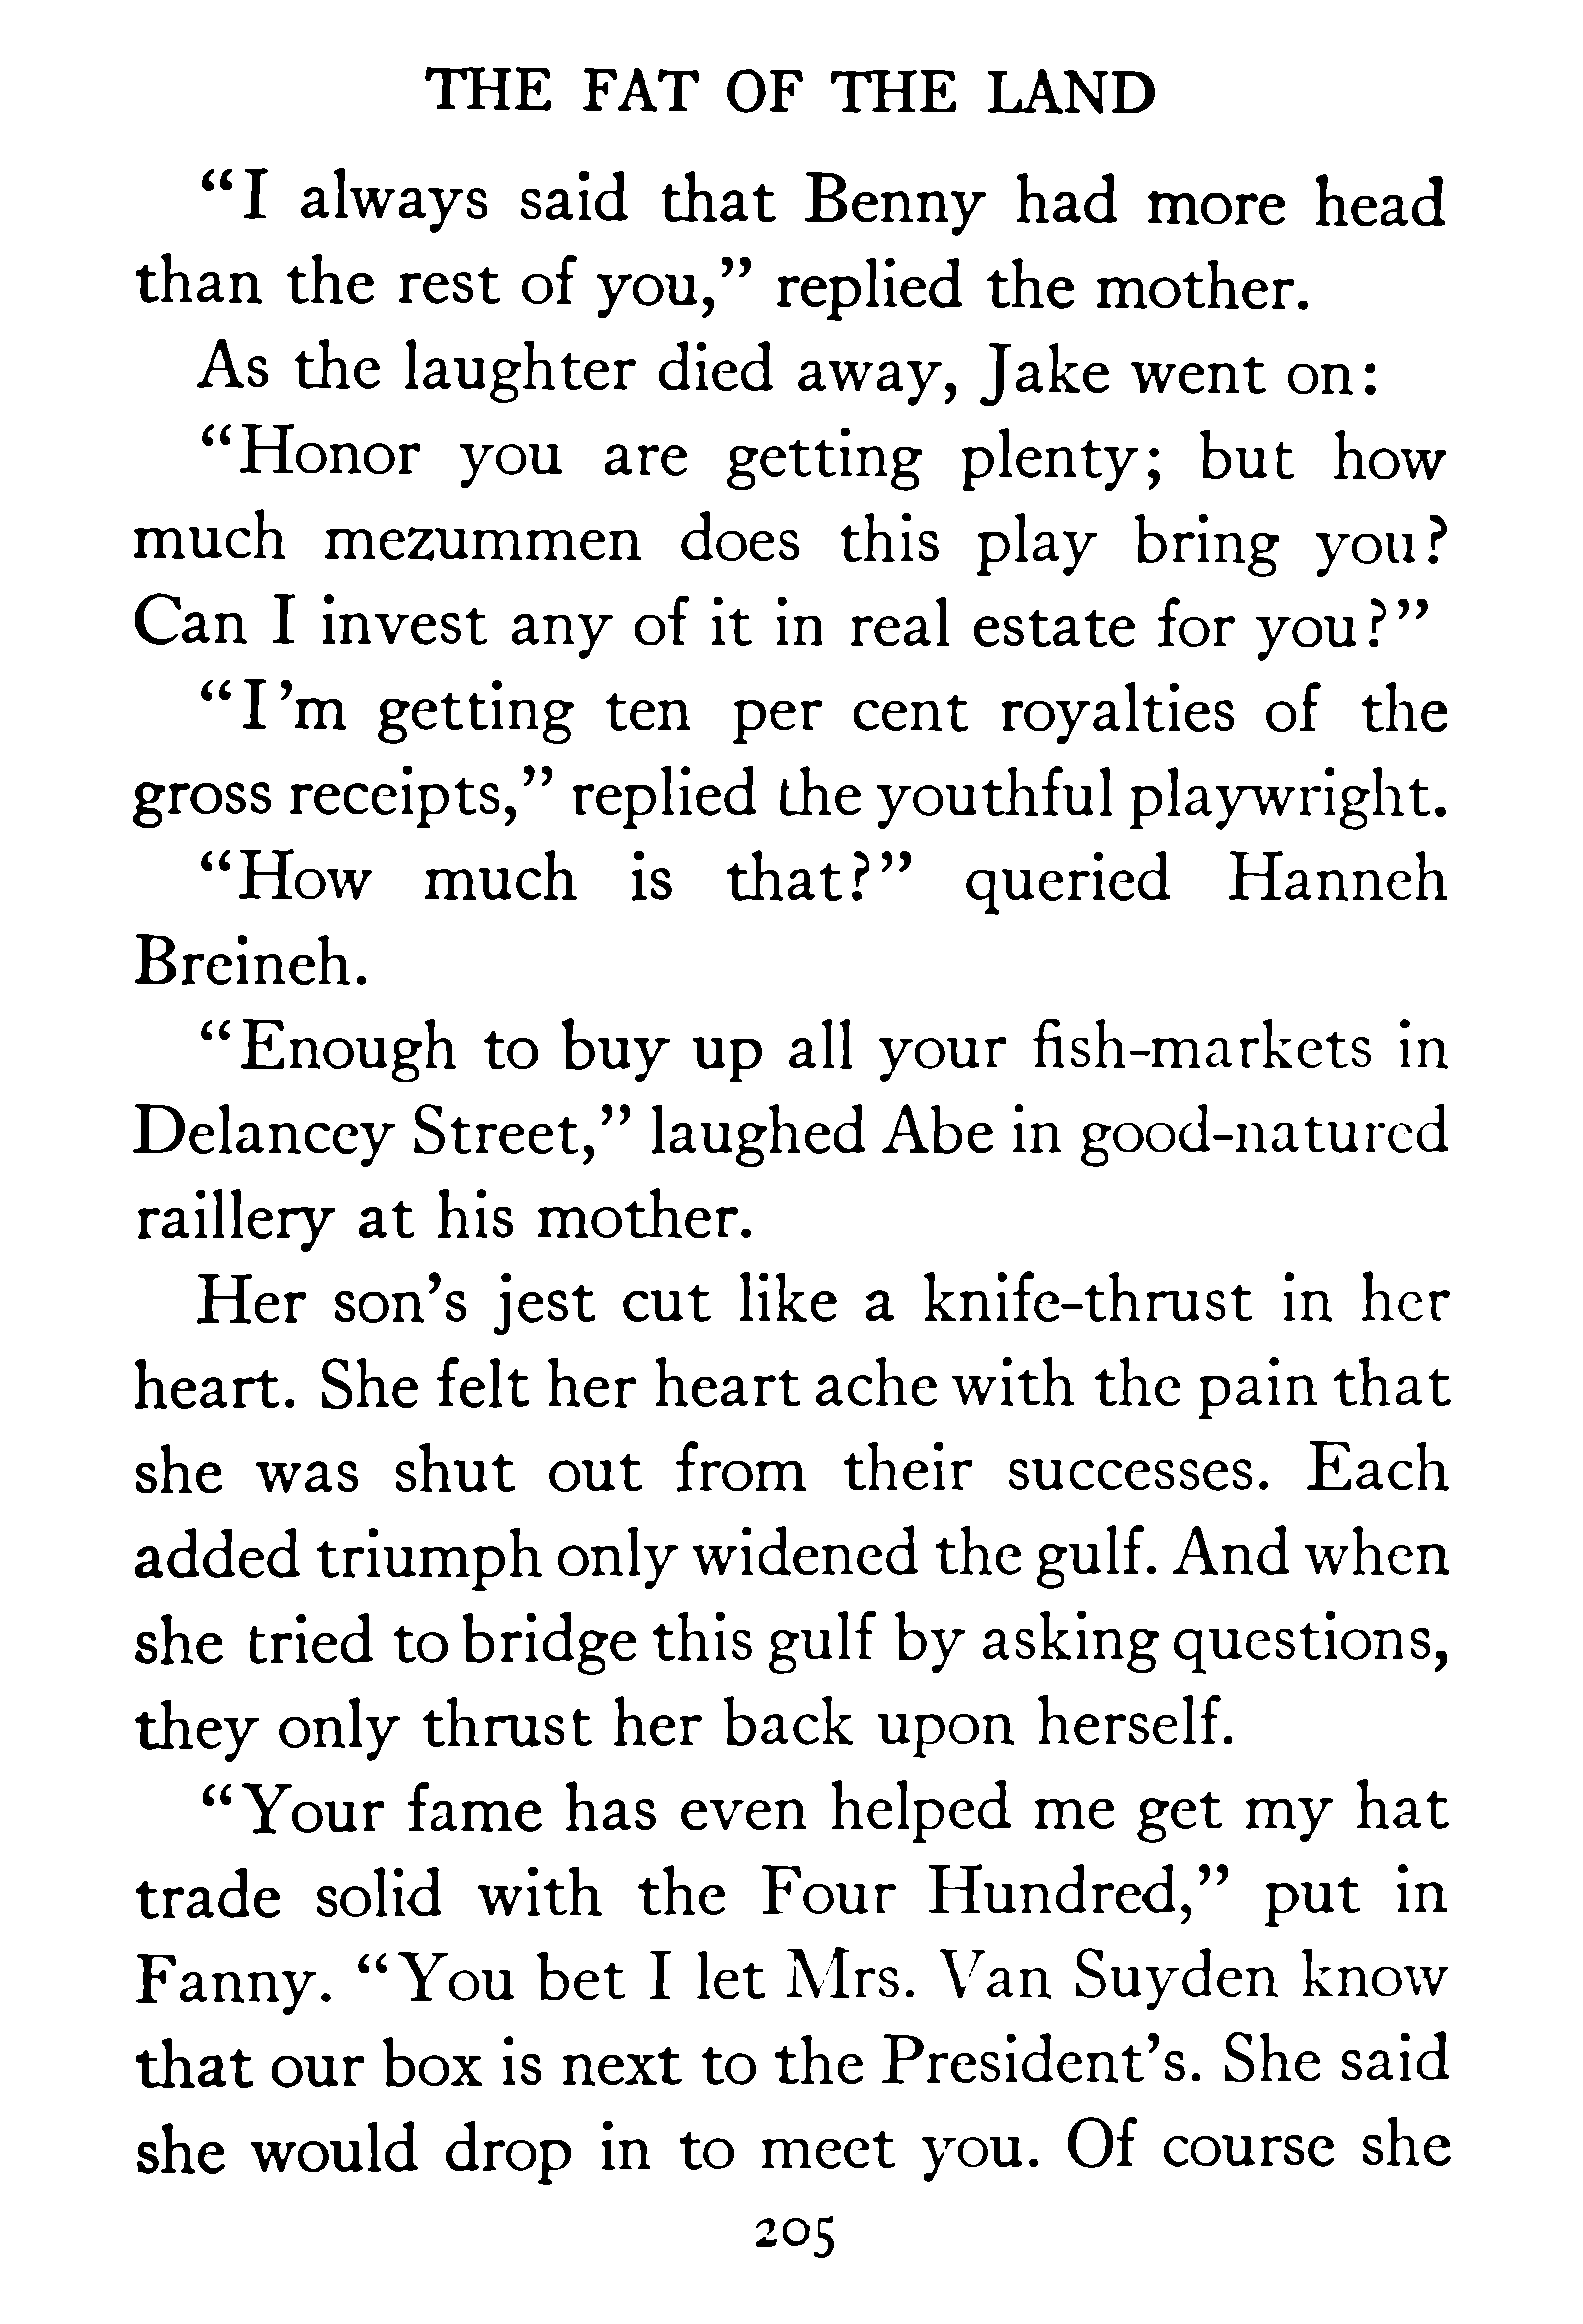 THE FAT OF THE LAND
“I always said that Benny had more head
than the rest of you,” replied the mother.
As the laughter died away, Jake went on:
“Honor you are getting plenty; but how
much mezummen does this play bring you?
Can I invest any of it in real estate for you?”
“I’m getting ten per cent royalties of the
gross receipts,” replied the youthful playwright.
“How much is that?” queried Hanneh
Breineh.
“Enough to buy up all your fish-markets in
Delancey Street,” laughed Abe in good-natured
raillery at his mother.
Her son’s jest cut like a knife-thrust in her
heart. She felt her heart ache with the pain that
she was shut out from their successes. Each
added triumph only widened the gulf. And when
she tried to bridge this gulf by asking questions,
they only thrust her back upon herself.
“Your fame has even helped me get my hat
trade solid with the Four Hundred,” put in
Fanny. “You bet I let Mrs. Van Suyden know
that our box is next to the President’s. She said
she would drop in to meet you. Of course she
205